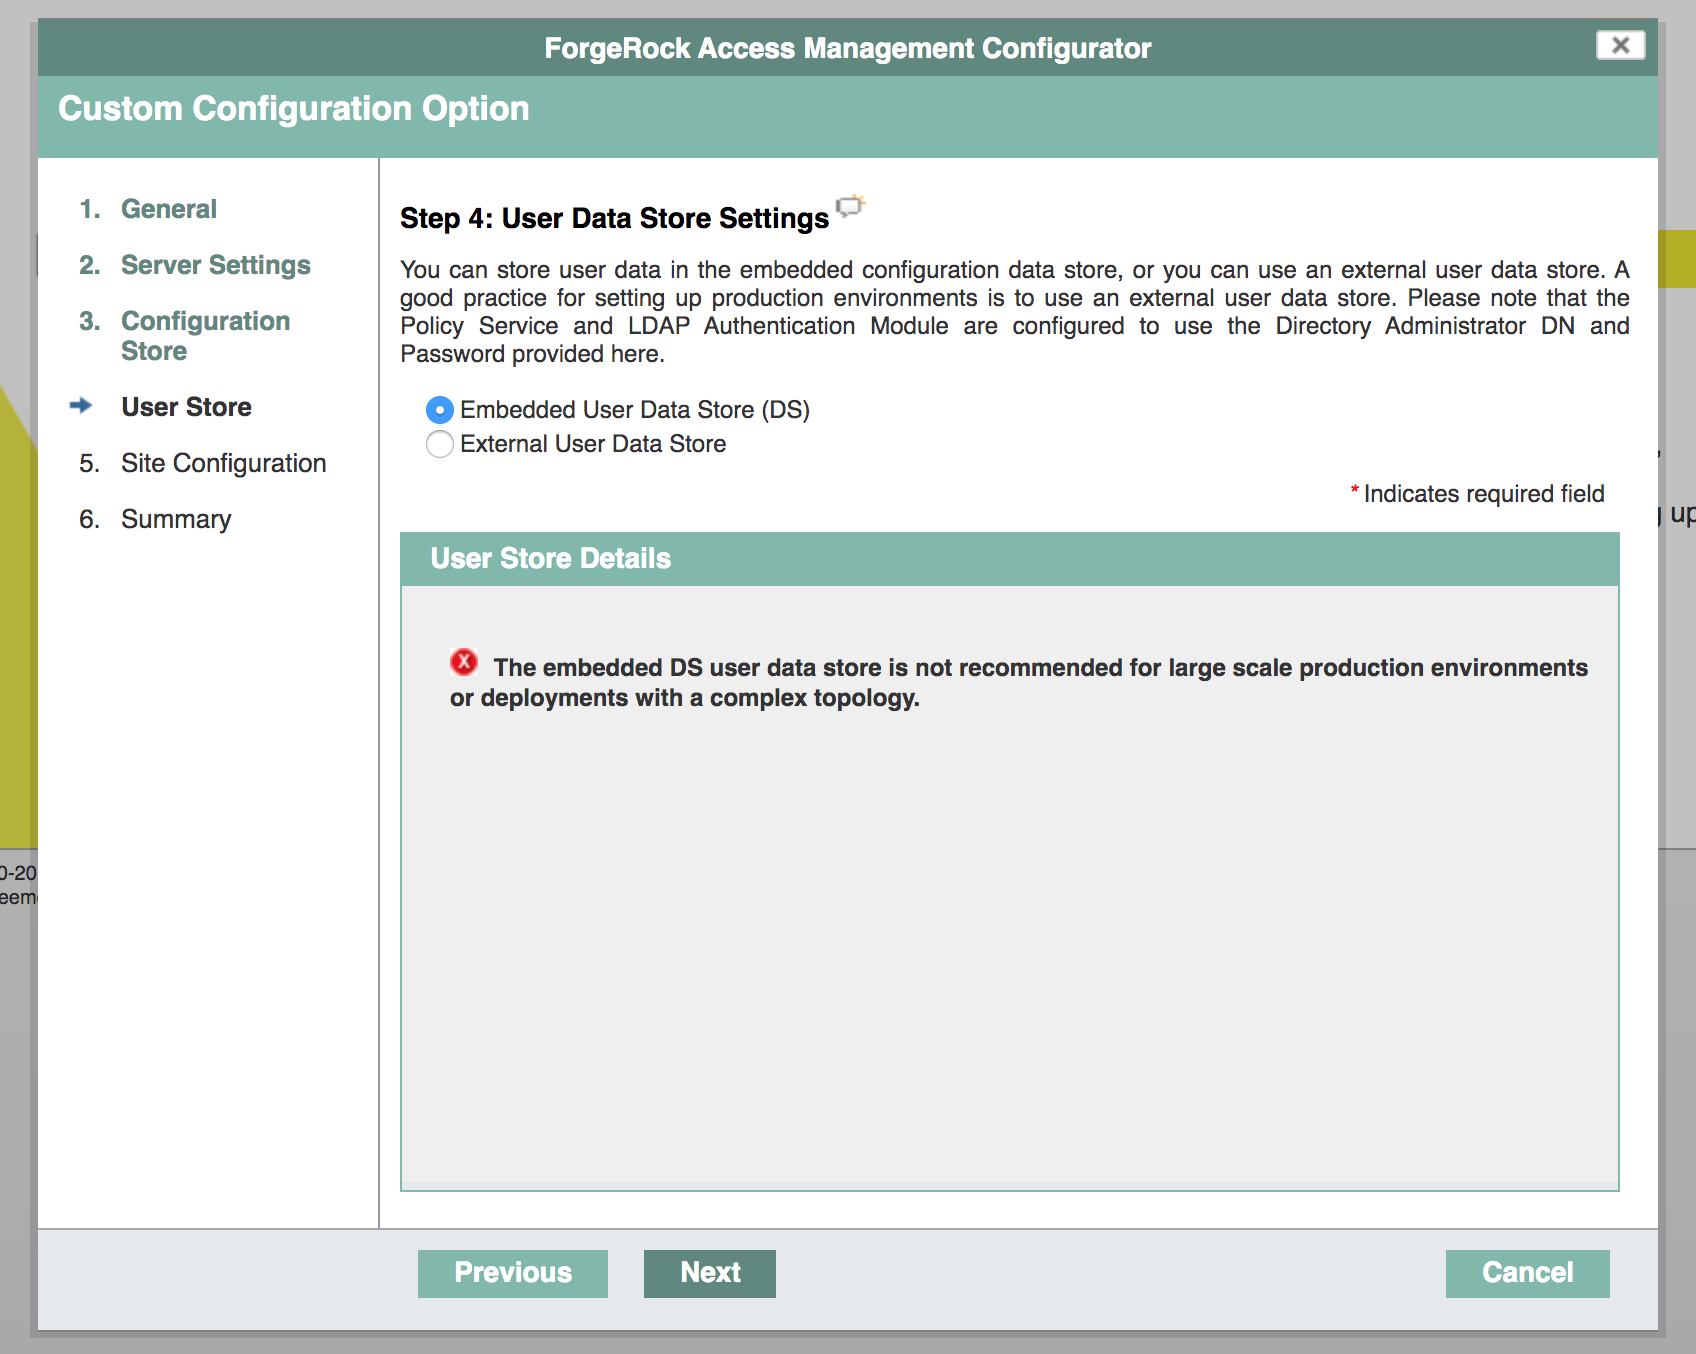 ForgeRock Access Management Configurator
Custom Configuration Option
1. General
2. Server Settings
3. Configuration
Store
User Store
5. Site Configuration
6. Summary
Step 4: User Data Store Settings
You can store user data in the embedded configuration data store, or you can use an external user data store. A
good practice for setting up production environments is to use an external user data store. Please note that the
Policy Service and LDAP Authentication Module are configured to use the Directory Administrator DN and
Password provided here.
Embedded User Data Store (DS)
External User Data Store
* Indicates required field
User Store Details
The embedded DS user data store is not recommended for large scale production environments
or deployments with a complex topology.
Previous
Next
Cancel
up
0-20